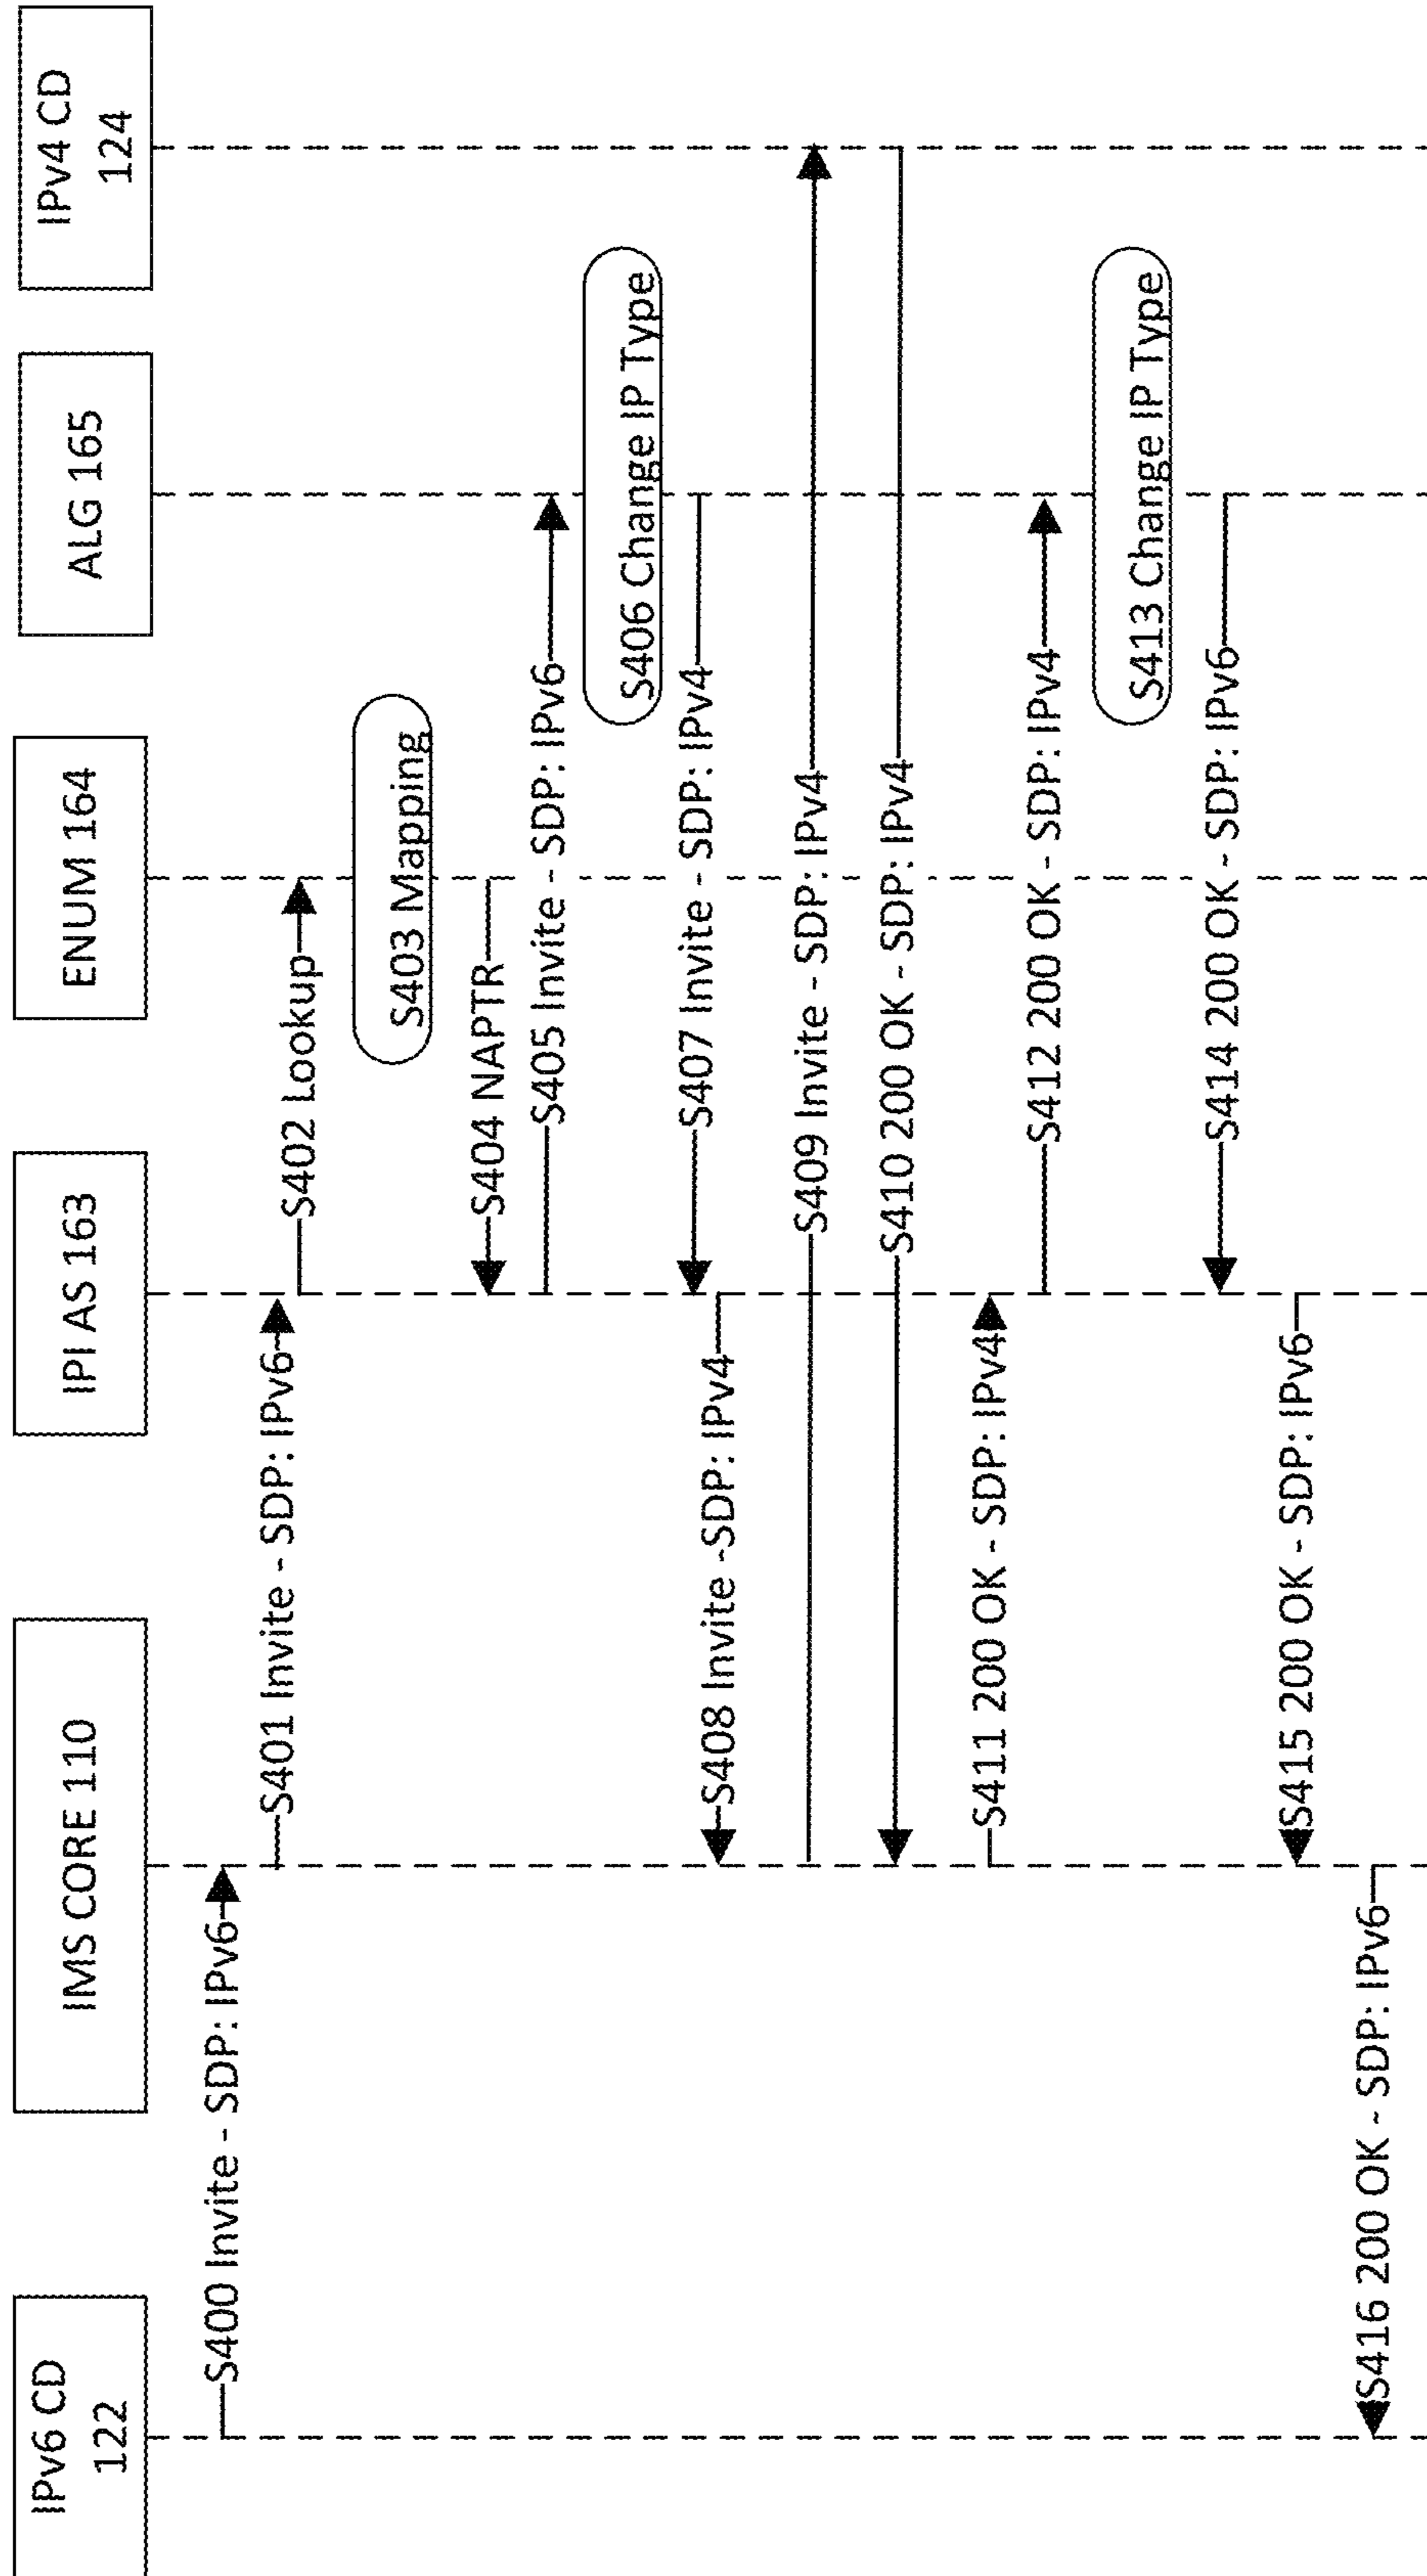 IPv6 CD
122
IMS CORE 110
IPI AS 163
ENUM 164
ALG 165
IPv4 CD
124
S400 Invite - SDP: IPv6
S401 Invite - SDP: IPv6
S402 Lookup
S403 Mapping
S404 NAPTR
S405 Invite - SDP: IPv6
S406 Change IP Type
S407 Invite - SDP: IPv4
S408 Invite -SDP: IPv4
S409 Invite - SDP: IPv4
S410 200 OK - SDP: IPv4
S411 200 OK - SDP: IPv4
S412 200 OK - SDP: IPv4
S413 Change IP Type
S414 200 OK - SDP: IPv6
S415 200 OK - SDP: IPv6
S416 200 OK - SDP: IPv6